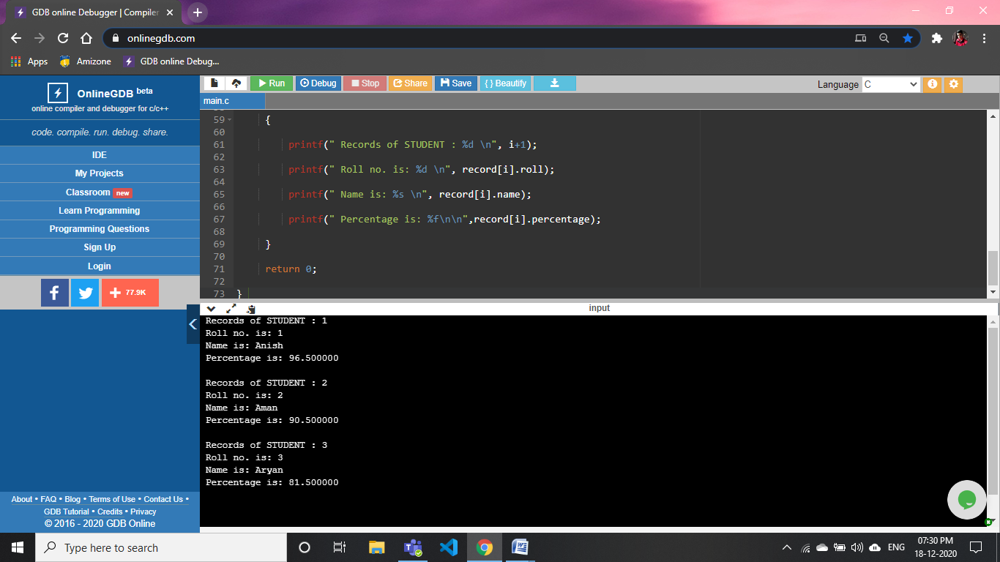 GDB online Debugger | Compiler
onlinegdb.com
Apps
Amizone
GDB online Debug...
OnlineGDB beta
online compiler and debugger for c/c++
code. compile. run. debug. share.
IDE
My Projects
Classroom new
Learn Programming
Programming Questions
Sign Up
Login
77.9K
About • FAQ • Blog • Terms of Use • Contact Us •
GDB Tutorial • Credits • Privacy
© 2016 - 2020 GDB Online
Run Debug Stop Share Save { } Beautify
Language C
main.c
59 {
60
61 printf(" Records of STUDENT : %d \n", i+1);
62
63 printf(" Roll no. is: %d \n", record[i].roll);
64
65 printf(" Name is: %s \n", record[i].name);
66
67 printf(" Percentage is: %f\n\n",record[i].percentage);
68
69 }
70
71 return 0;
72
73 }
input
Records of STUDENT : 1
Roll no. is: 1
Name is: Anish
Percentage is: 96.500000
Records of STUDENT : 2
Roll no. is: 2
Name is: Aman
Percentage is: 90.500000
Records of STUDENT : 3
Roll no. is: 3
Name is: Aryan
Percentage is: 81.500000
Type here to search
ENG
07:30 PM
18-12-2020